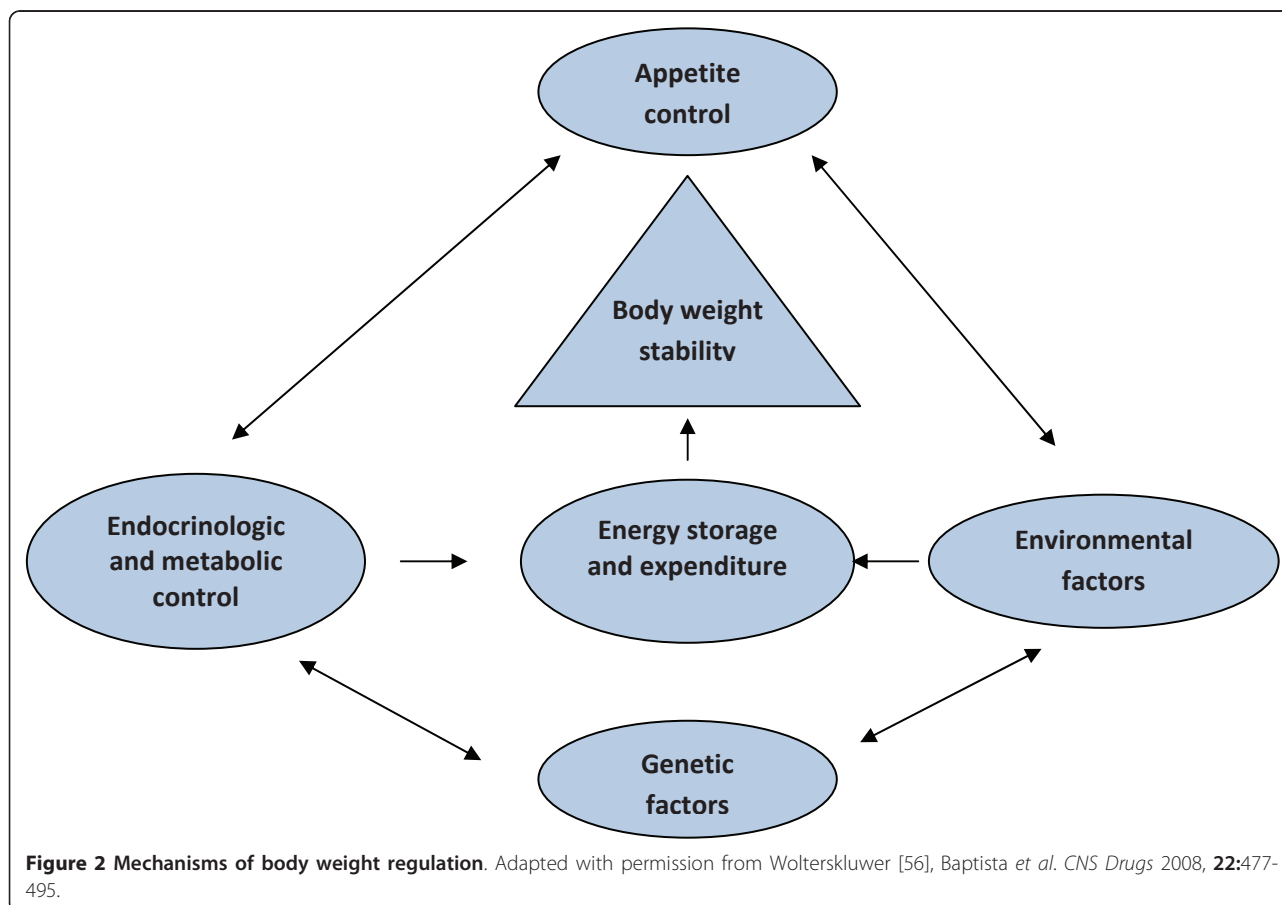 Appetite
control
Body weight
stability
Endocrinologic
and metabolic
control
Energy storage
and expenditure
Environmental
factors
Genetic
factors
Figure 2 Mechanisms of body weight regulation. Adapted with permission from Wolterskluwer [56], Baptista et al. CNS Drugs 2008, 22:477-
495.